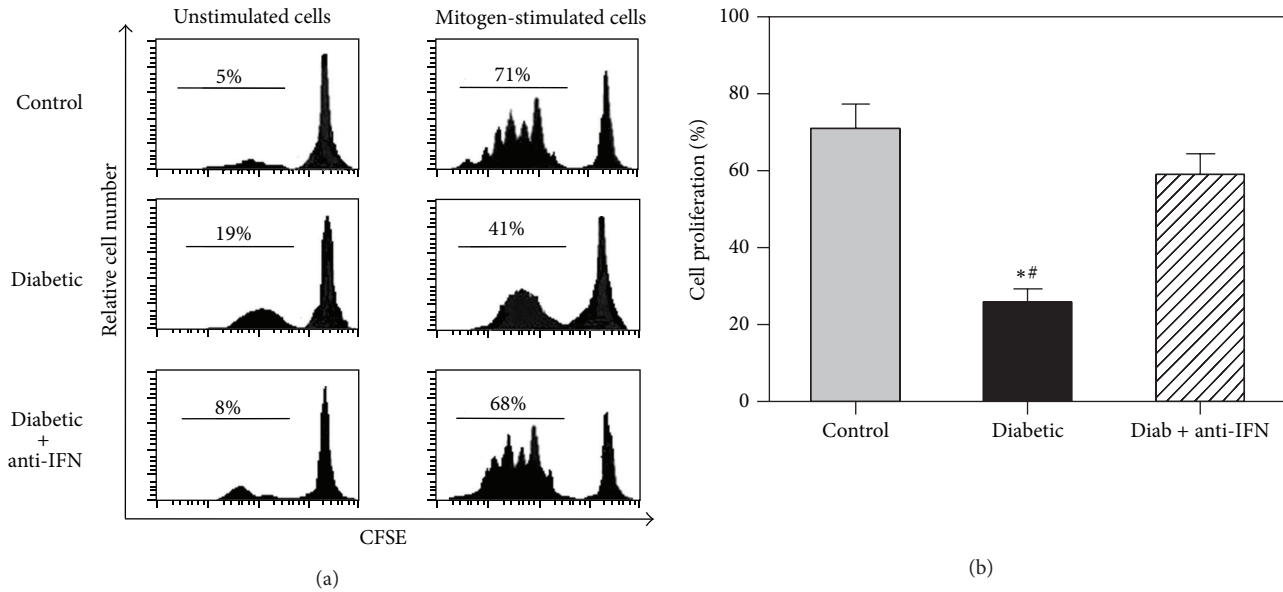 Unstimulated cells
Mitogen-stimulated cells
Control
5%
71%
Diabetic
19%
41%
Diabetic
+
anti-IFN
8%
68%
Relative cell number
CFSE
(a)
100
80
60
40
20
0
Cell proliferation (%)
*#
Control
Diabetic
Diab + anti-IFN
(b)